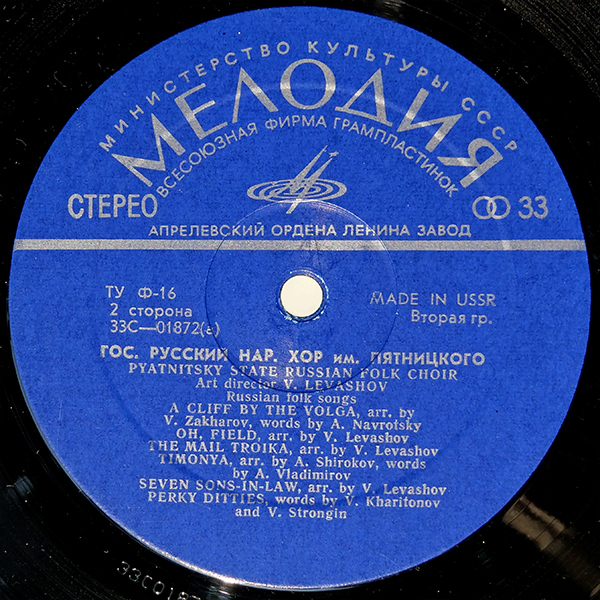 МИНИСТЕРСТВО КУЛЬТУРЫ СССР
МЕЛОДИЯ
ВСЕСОЮЗНАЯ ФИРМА ГРАМПЛАСТИНОК
СТЕРЕО
33
АПРЕЛЕВСКИЙ ОРДЕНА ЛЕНИНА ЗАВОД
ТУ Ф-16
MADE IN USSR
2 сторона
Вторая гр.
33С—01872(а)
ГОС. РУССКИЙ НАР. ХОР им. ПЯТНИЦКОГО
PYATNITSKY STATE RUSSIAN FOLK CHOIR
Art director V. LEVASHOV
Russian folk songs
A CLIFF BY THE VOLGA, arr. by
V. Zakharov, words by A. Navrotsky
OH, FIELD, arr. by V. Levashov
THE MAIL TROIKA, arr. by V. Levashov
TIMONYA, arr. by A. Shirokov, words
by A. Vladimirov
SEVEN SONS-IN-LAW, arr. by V. Levashov
PERKY DITTIES, words by V. Kharitonov
and V. Strongin